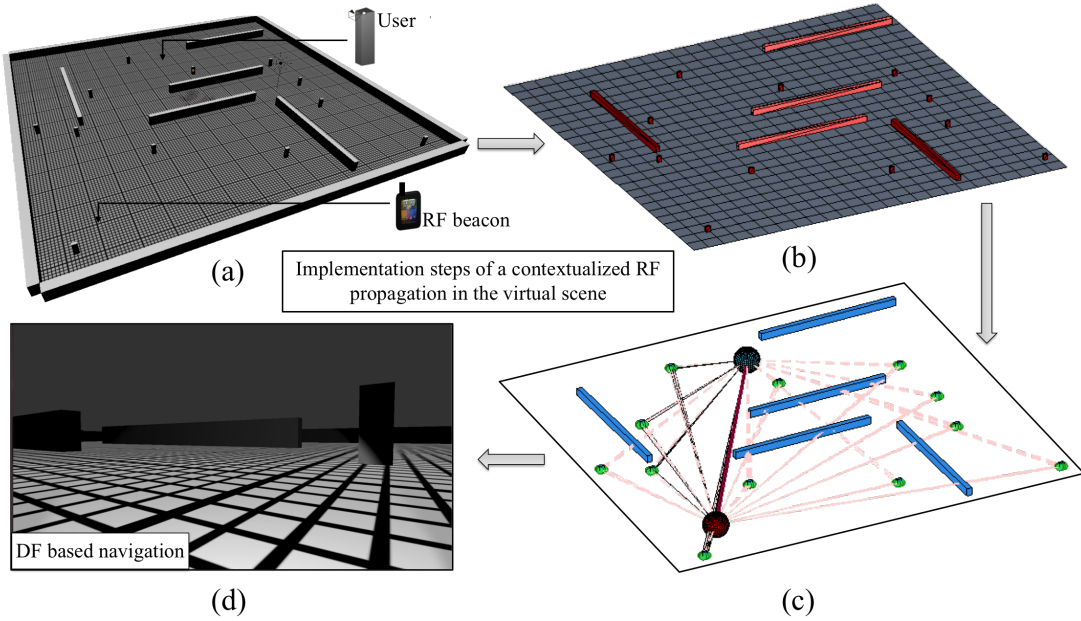 User
RF beacon
(a)
(b)
Implementation steps of a contextualized RF
propagation in the virtual scene
DF based navigation
(d)
(c)